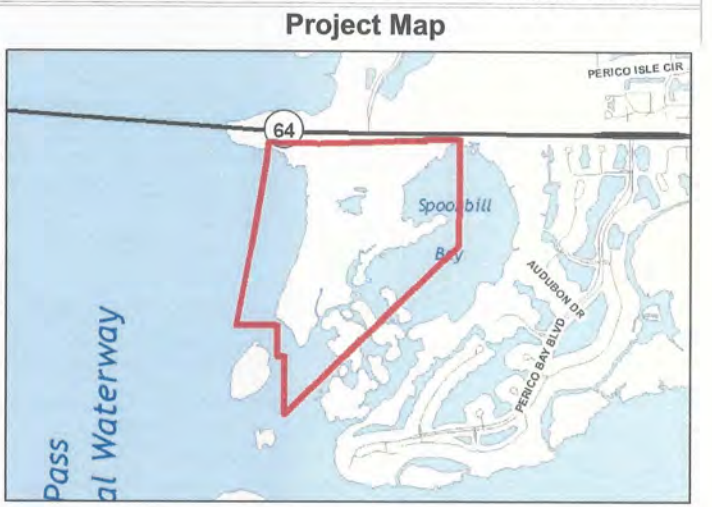 Project Map
PERICO ISLE CIR
64
Spoonbill
Bay
AUDUBON DR
PERICO BAY BLVD
Pass
al Waterway